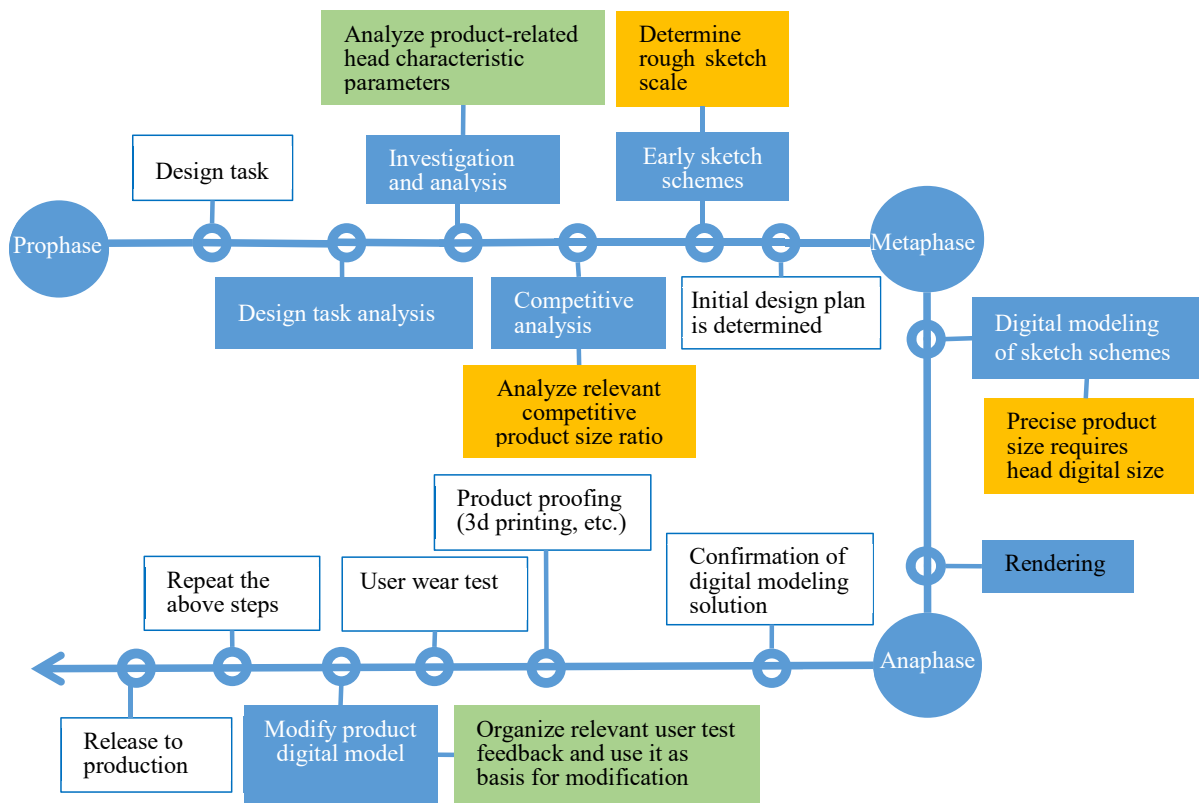 Analyze product-related
head characteristic
parameters
Determine
rough sketch
scale
Design task
Investigation
and analysis
Early sketch
schemes
Prophase
Metaphase
Design task analysis
Competitive
analysis
Initial design plan
is determined
Digital modeling
of sketch schemes
Analyze relevant
competitive
product size ratio
Precise product
size requires
head digital size
Product proofing
(3d printing, etc.)
Confirmation of
digital modeling
solution
Rendering
Repeat the
above steps
User wear test
Anaphase
Release to
production
Modify product
digital model
Organize relevant user test
feedback and use it as
basis for modification